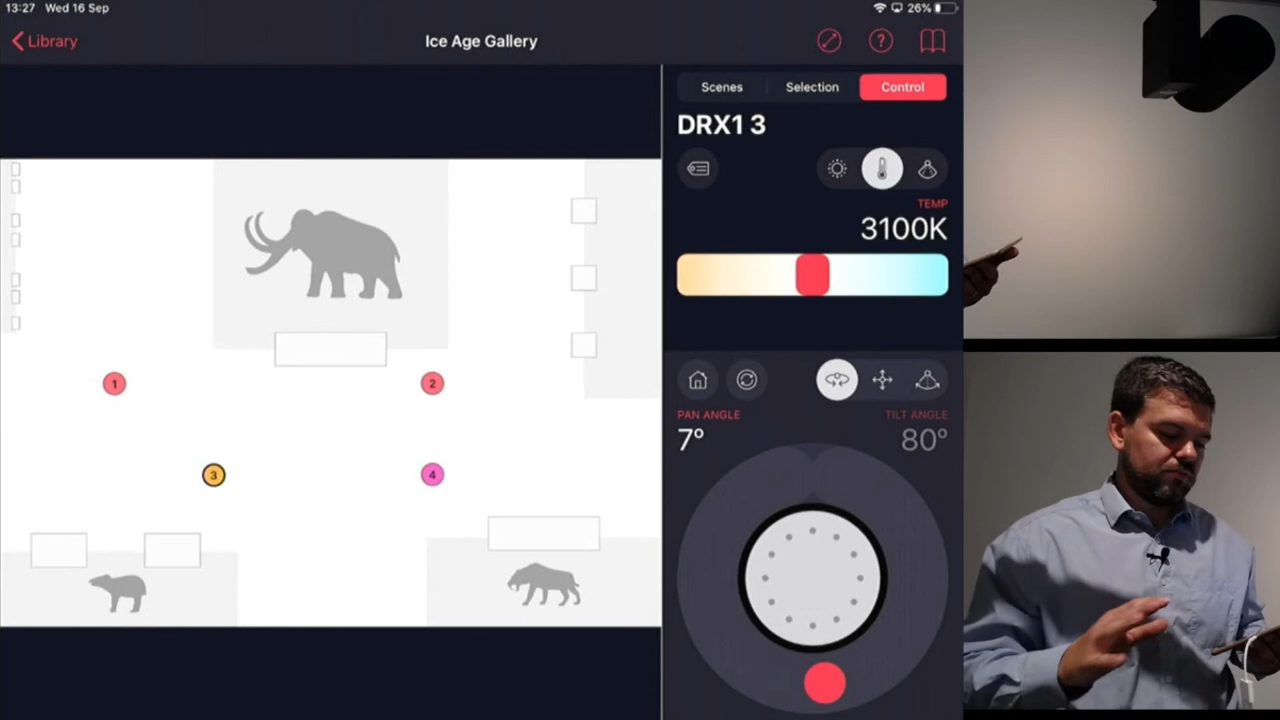 13:27 Wed 16 Sep
26%
Library
Ice Age Gallery
?
Scenes
Selection
Control
DRX1 3
TEMP
3100K
1
2
3
4
PAN ANGLE
TILT ANGLE
7°
80°